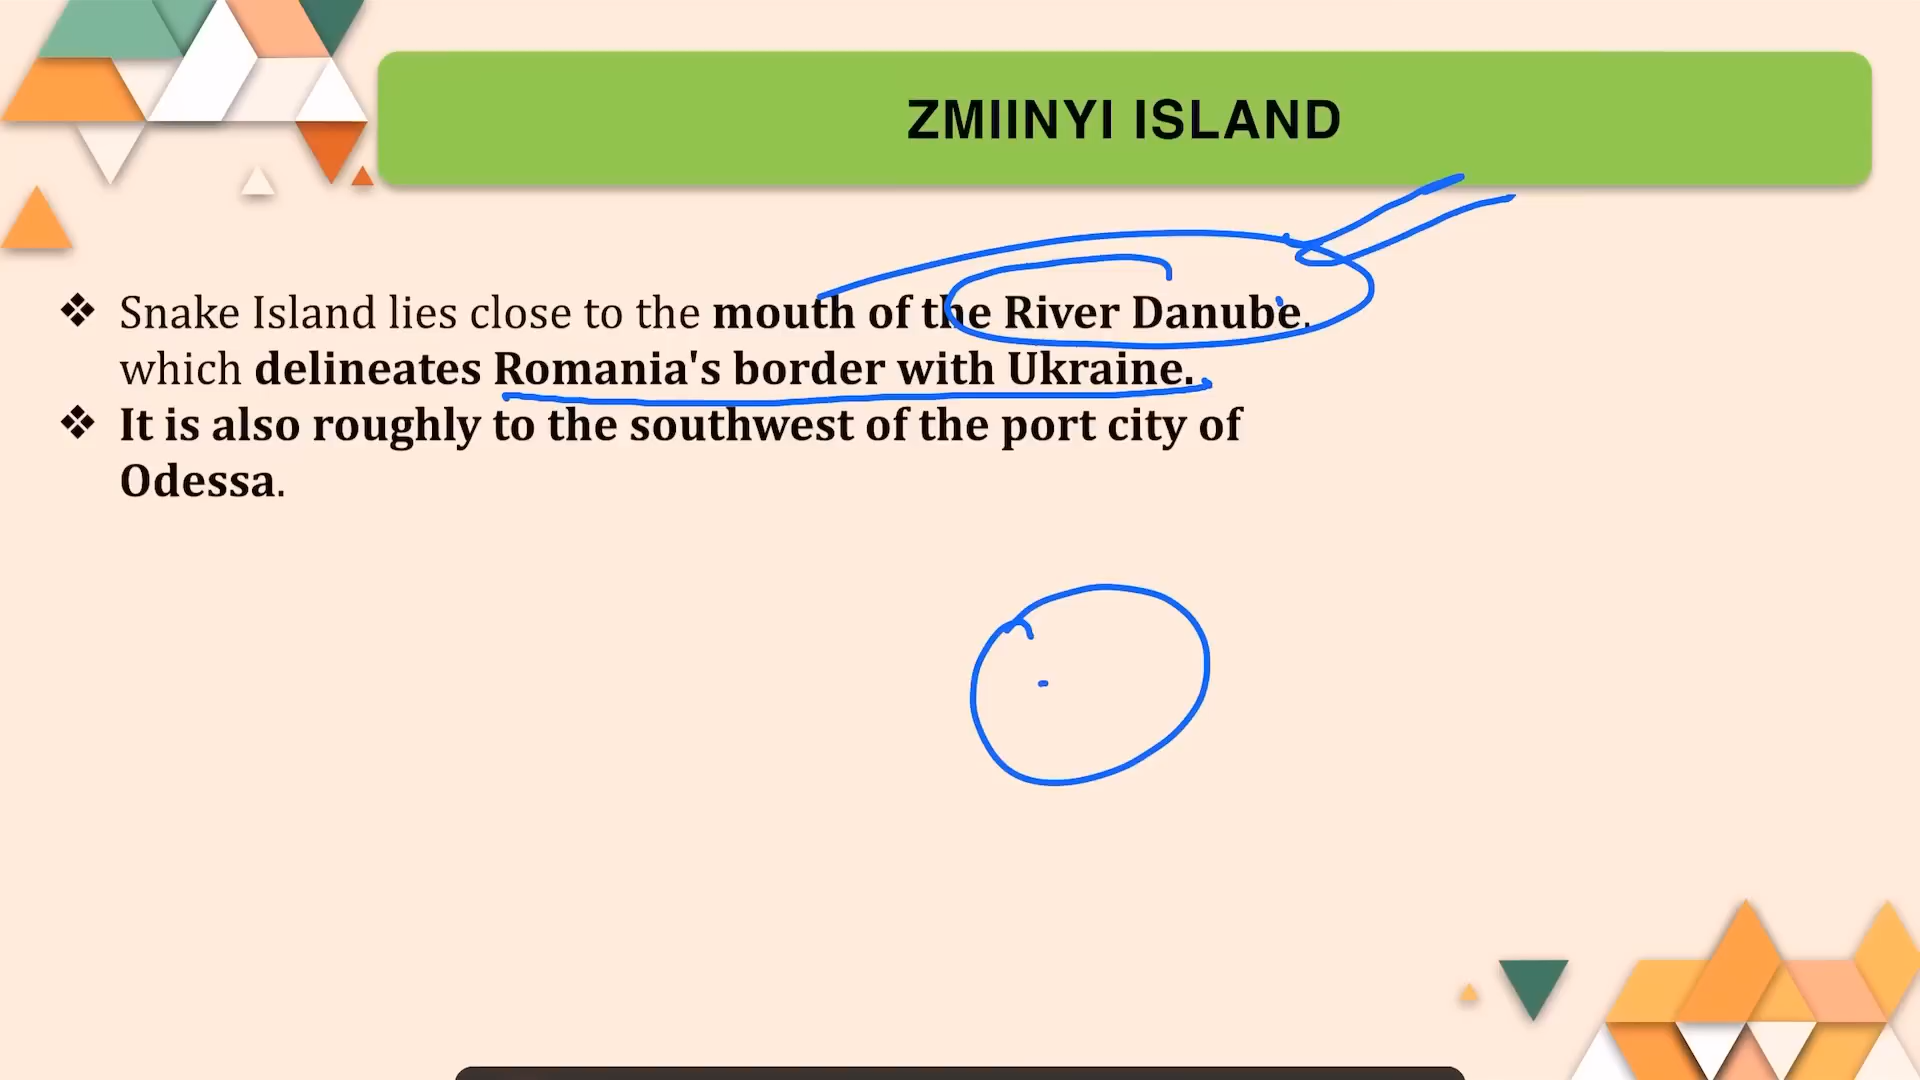 ZMIINYI ISLAND
❖ Snake Island lies close to the mouth of the River Danube,
which delineates Romania's border with Ukraine.
❖ It is also roughly to the southwest of the port city of
Odessa.